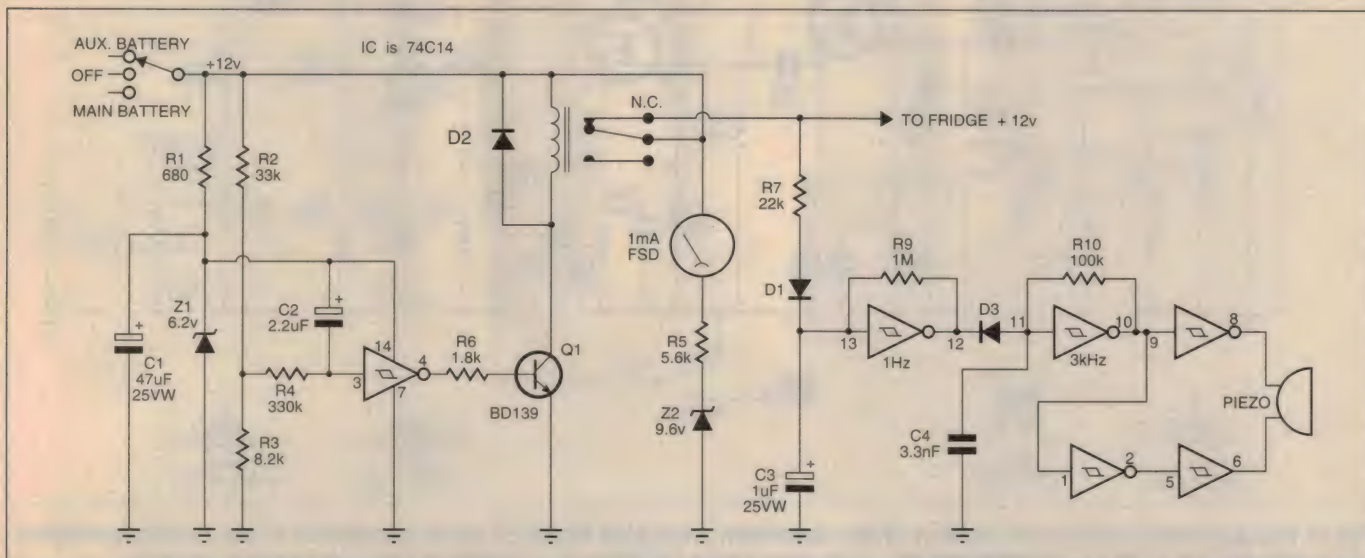 AUX. BATTERY
OFF
MAIN BATTERY
+12v
IC is 74C14
R1
680
R2
33k
D2
N.C.
TO FRIDGE + 12v
R7
22k
1mA
FSD
R9
1M
R10
100k
D1
D3
Z1
6.2v
C2
2.2uF
+
14
3
4
7
R6
1.8k
Q1
BD139
R5
5.6k
13
1Hz
12
11
3kHz
10
9
8
+
C1
47uF
25VW
R4
330k
R3
8.2k
Z2
9.6v
C3
1uF
25VW
+
C4
3.3nF
PIEZO
1
2
5
6